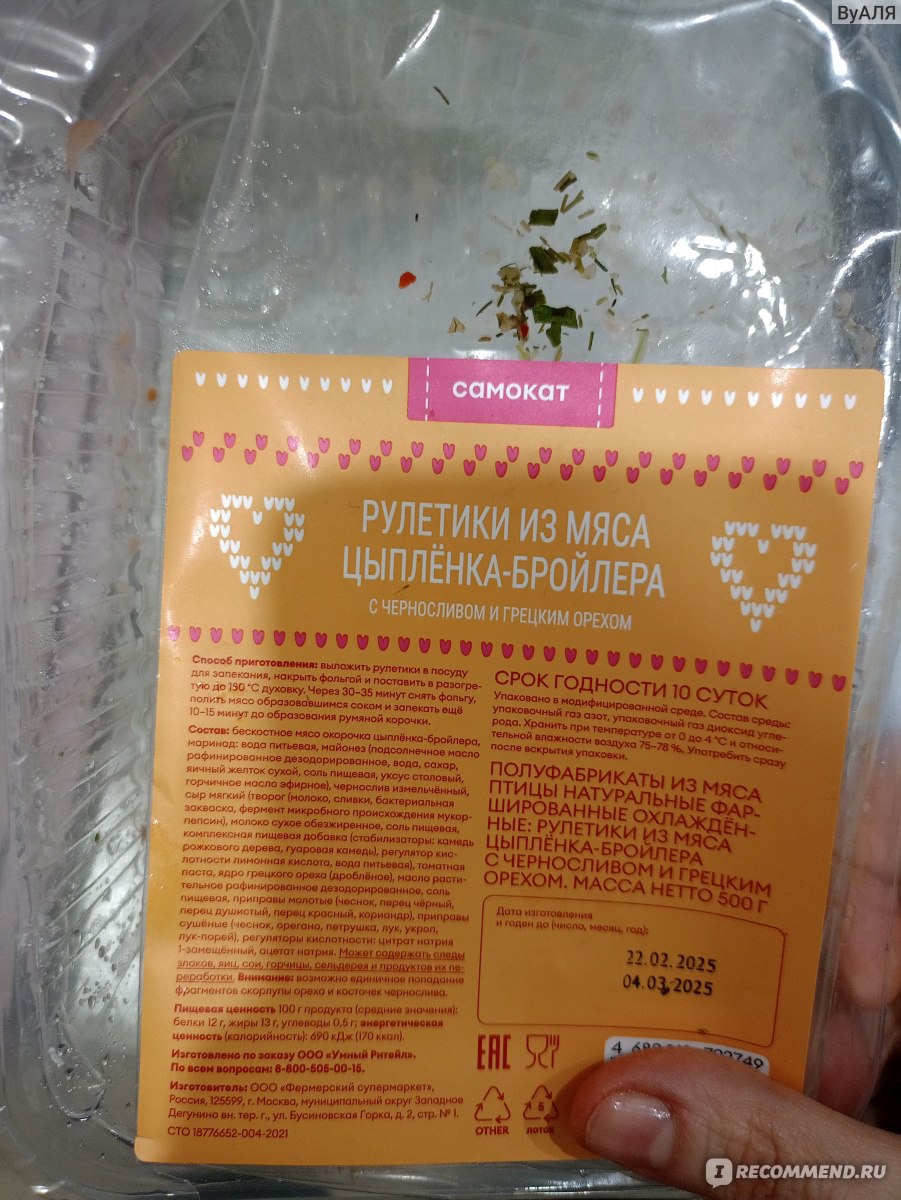 ВуАЛЯ
самокат
РУЛЕТИКИ ИЗ МЯСА
ЦЫПЛЁНКА-БРОЙЛЕРА
С ЧЕРНОСЛИВОМ И ГРЕЦКИМ ОРЕХОМ
Способ приготовления: выложить рулетики в посуду
для запекания, накрыть фольгой и поставить в разогре-
тую до 190 °С духовку. Через 30–35 минут снять фольгу,
полить мясо образовавшимся соком и запекать ещё
10–15 минут до образования румяной корочки.
Состав: бескостное мясо окорочка цыплёнка-бройлера,
маринад: вода питьевая, майонез (подсолнечное масло
рафинированное дезодорированное, вода, сахар,
яичный желток сухой, соль пищевая, уксус столовый,
горчичное масло эфирное), чернослив измельчённый,
сыр мягкий (творог (молоко, сливки, бактериальная
закваска, фермент микробного происхождения мукор-
пепсин), молоко сухое обезжиренное, соль пищевая,
комплексная пищевая добавка (стабилизаторы: камедь
рожкового дерева, гуаровая камедь), регулятор кис-
лотности лимонная кислота, вода питьевая), томатная
паста, ядро грецкого ореха (дроблёное), масло расти-
тельное рафинированное дезодорированное, соль
пищевая, приправы молотые (чеснок, перец чёрный,
перец душистый, перец красный, кориандр), приправы
сушёные (чеснок, орегано, петрушка, лук, укроп,
лук-порей), регуляторы кислотности: цитрат натрия
1-замещённый, ацетат натрия. Может содержать следы
злаков, яиц, сои, горчицы, сельдерея и продуктов их пе-
реработки. Внимание: возможно единичное попадание
фрагментов скорлупы ореха и косточек чернослива.
Пищевая ценность 100 г продукта (средние значения):
белки 12 г, жиры 13 г, углеводы 0,5 г; энергетическая
ценность (калорийность): 690 кДж (170 ккал).
Изготовлено по заказу ООО «Умный Ритейл».
По всем вопросам: 8-800-505-00-15.
Изготовитель: ООО «Фермерский супермаркет»,
Россия, 125599, г. Москва, муниципальный округ Западное
Дегунино вн. тер. г., ул. Бусиновская Горка, д. 2, стр. № 1.
СТО 18776652-004-2021
СРОК ГОДНОСТИ 10 СУТОК
Упаковано в модифицированной среде. Состав среды:
упаковочный газ азот, упаковочный газ диоксид угле-
рода. Хранить при температуре от 0 до 4 °С и относи-
тельной влажности воздуха 75–78 %. Употребить сразу
после вскрытия упаковки.
ПОЛУФАБРИКАТЫ ИЗ МЯСА
ПТИЦЫ НАТУРАЛЬНЫЕ ФАР-
ШИРОВАННЫЕ ОХЛАЖДЁН-
НЫЕ: РУЛЕТИКИ ИЗ МЯСА
ЦЫПЛЁНКА-БРОЙЛЕРА
С ЧЕРНОСЛИВОМ И ГРЕЦКИМ
ОРЕХОМ. МАССА НЕТТО 500 Г
Дата изготовления
и годен до (число, месяц, год):
22.02.2025
04.03.2025
EAC
OTHER
5
ЛОТОК
IRECOMMEND.RU